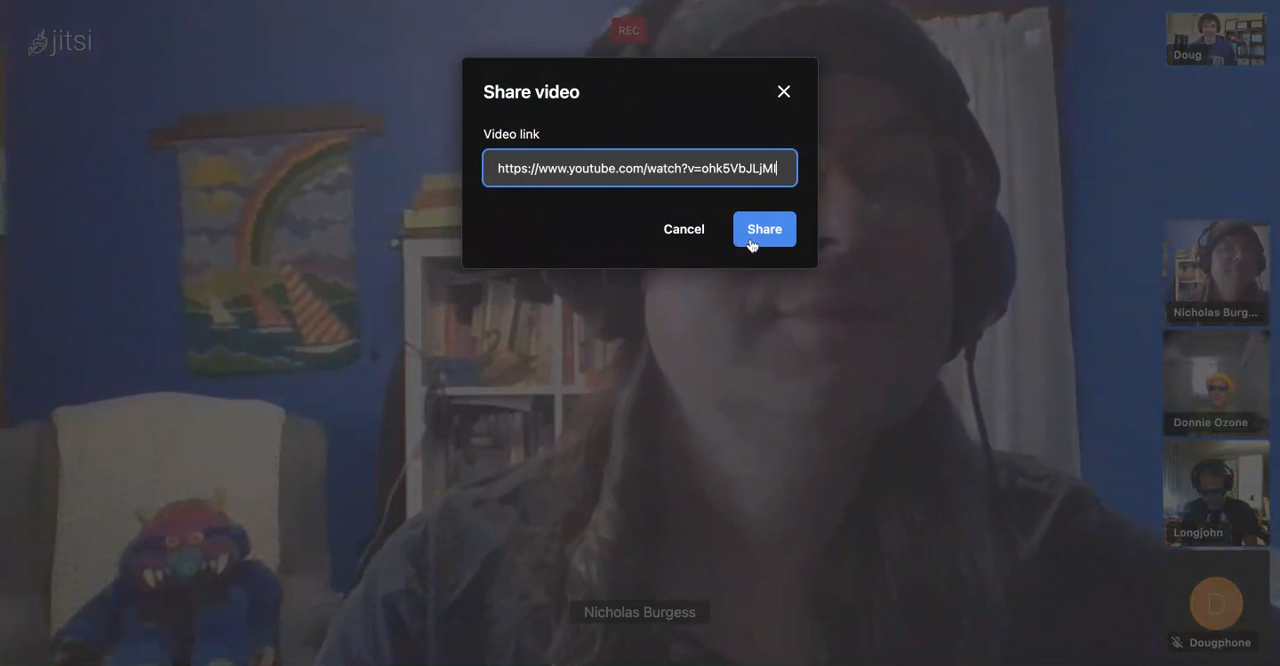 jitsi
REC
Doug
Share video
Video link
https://www.youtube.com/watch?v=ohk5VbJLjMI
Cancel
Share
Nicholas Burg...
Donnie Ozone
Longjohn
D
Dougphone
Nicholas Burgess